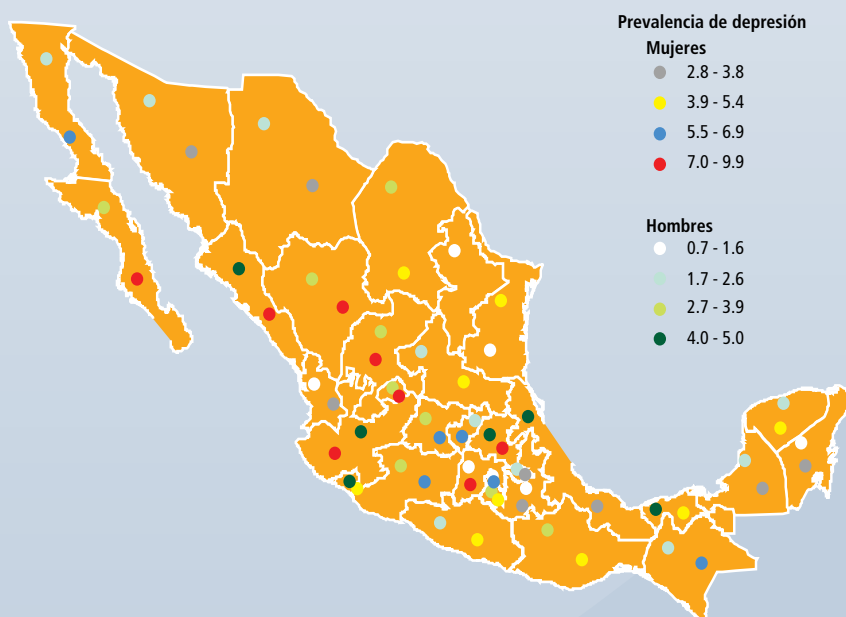 Prevalencia de depresión
Mujeres
2.8 - 3.8
3.9 - 5.4
5.5 - 6.9
7.0 - 9.9
Hombres
0.7 - 1.6
1.7 - 2.6
2.7 - 3.9
4.0 - 5.0